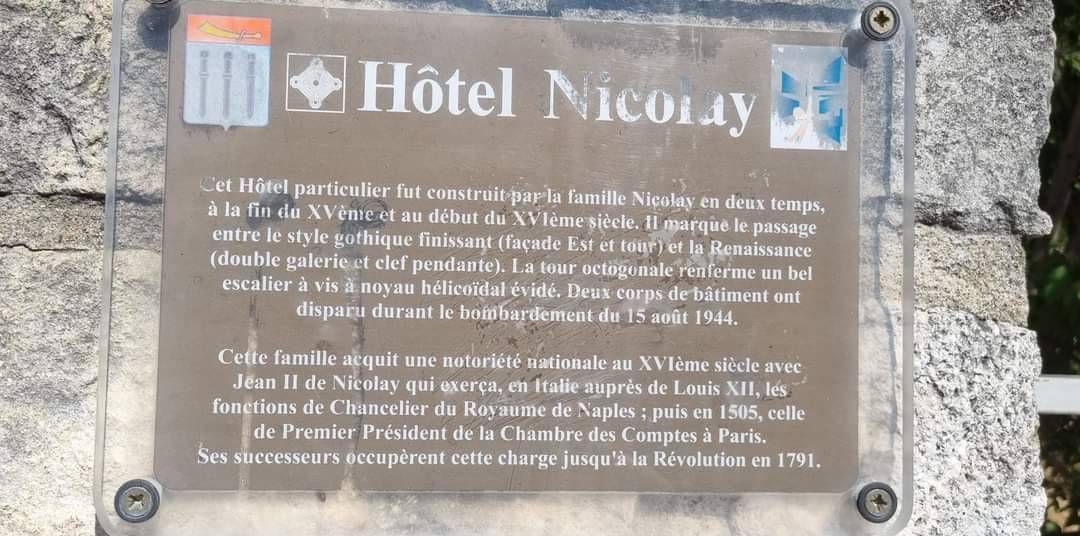 Hôtel Nicolay
Cet Hôtel particulier fut construit par la famille Nicolay en deux temps,
à la fin du XVème et au début du XVIème siècle. Il marque le passage
entre le style gothique finissant (façade Est et tour) et la Renaissance
(double galerie et clef pendante). La tour octogonale renferme un bel
escalier à vis à noyau hélicoïdal évidé. Deux corps de bâtiment ont
disparu durant le bombardement du 15 août 1944.
Cette famille acquit une notoriété nationale au XVIème siècle avec
Jean II de Nicolay qui exerça, en Italie auprès de Louis XII, les
fonctions de Chancelier du Royaume de Naples ; puis en 1505, celle
de Premier Président de la Chambre des Comptes à Paris.
Ses successeurs occupèrent cette charge jusqu'à la Révolution en 1791.